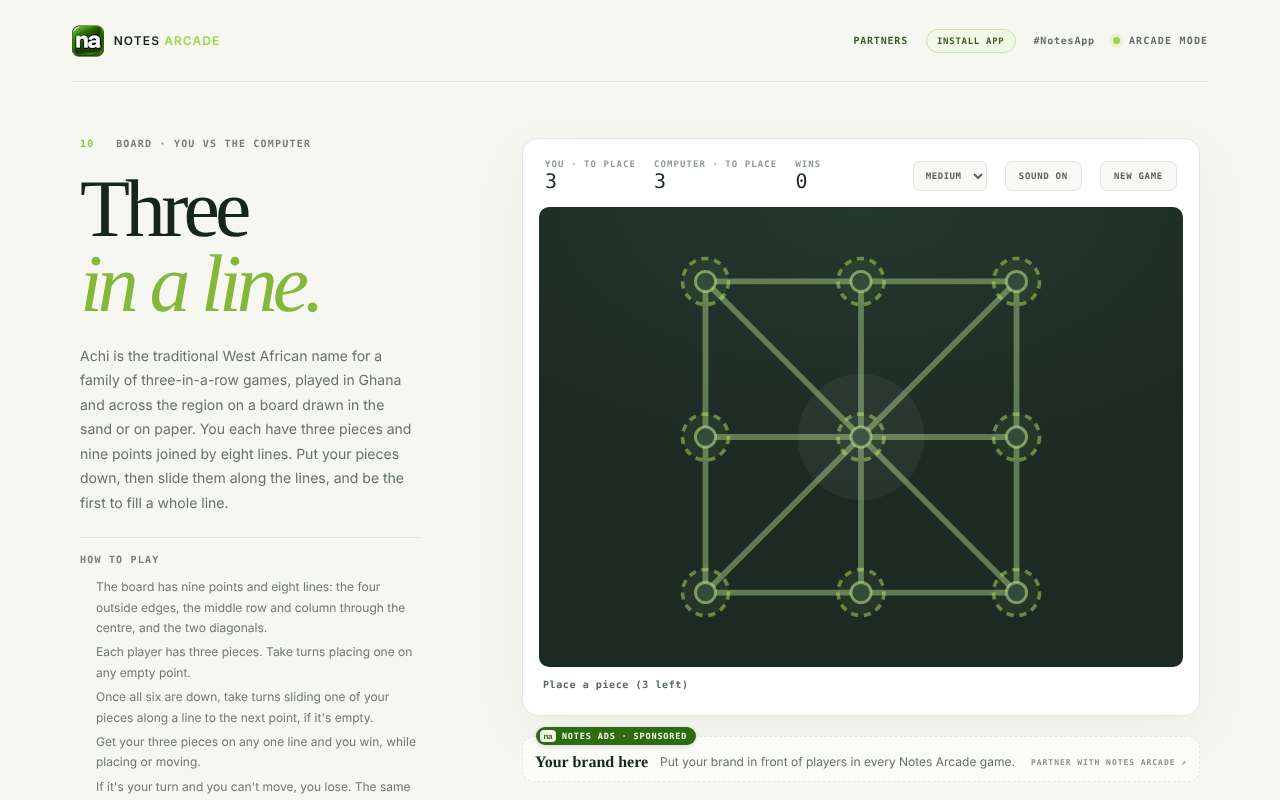 na NOTES ARCADE
PARTNERS INSTALL APP #NotesApp ARCADE MODE
10 BOARD · YOU VS THE COMPUTER
Three
in a line.
Achi is the traditional West African name for a
family of three-in-a-row games, played in Ghana
and across the region on a board drawn in the
sand or on paper. You each have three pieces and
nine points joined by eight lines. Put your pieces
down, then slide them along the lines, and be the
first to fill a whole line.
HOW TO PLAY
The board has nine points and eight lines: the four
outside edges, the middle row and column through the
centre, and the two diagonals.
Each player has three pieces. Take turns placing one on
any empty point.
Once all six are down, take turns sliding one of your
pieces along a line to the next point, if it's empty.
Get your three pieces on any one line and you win, while
placing or moving.
If it's your turn and you can't move, you lose. The same
YOU · TO PLACE COMPUTER · TO PLACE WINS
3 3 0
MEDIUM SOUND ON NEW GAME
Place a piece (3 left)
na NOTES ADS · SPONSORED
Your brand here Put your brand in front of players in every Notes Arcade game. PARTNER WITH NOTES ARCADE ↗